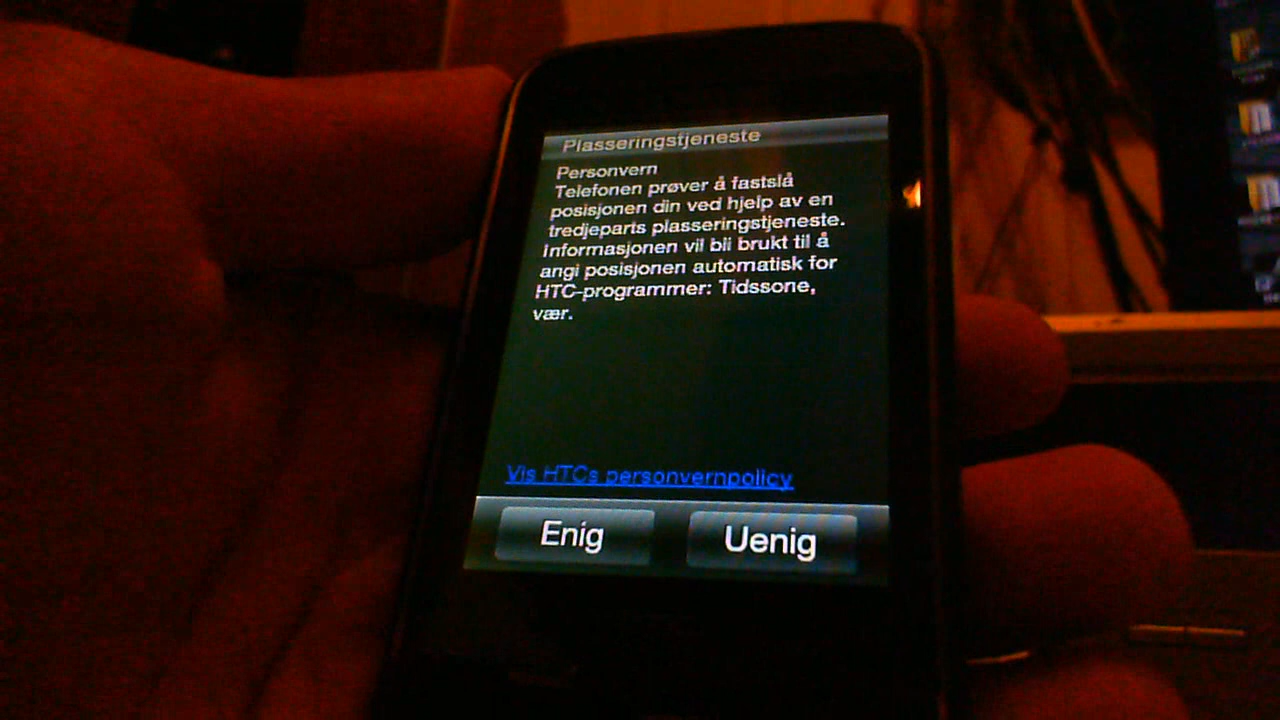 Plasseringstjeneste
Personvern
Telefonen prøver å fastslå
posisjonen din ved hjelp av en
tredjeparts plasseringstjeneste.
Informasjonen vil bli brukt til å
angi posisjonen automatisk for
HTC-programmer: Tidssone,
vær.
Vis HTCs personvernpolicy
Enig
Uenig